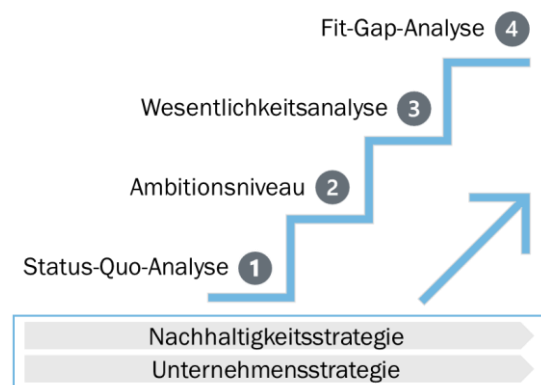 Fit-Gap-Analyse 4
Wesentlichkeitsanalyse 3
Ambitionsniveau 2
Status-Quo-Analyse 1
Nachhaltigkeitsstrategie
Unternehmensstrategie